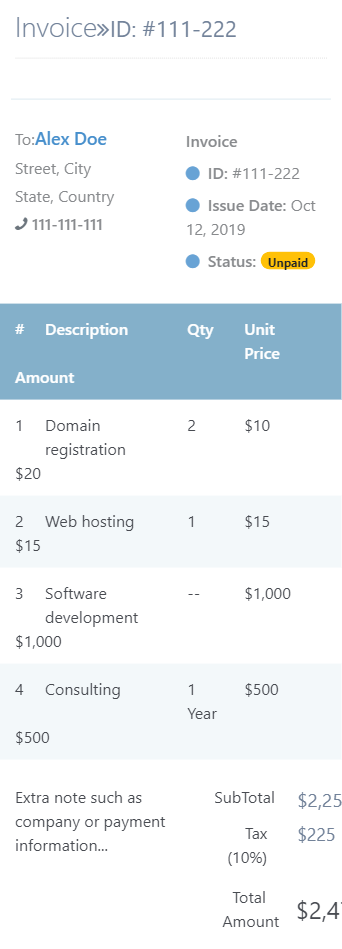 Invoice»ID: #111-222
To:Alex Doe
Street, City
State, Country
111-111-111
Invoice
ID: #111-222
Issue Date: Oct
12, 2019
Status: Unpaid
# Description Qty Unit
Price
Amount
1 Domain 2 $10
registration
$20
2 Web hosting 1 $15
$15
3 Software -- $1,000
development
$1,000
4 Consulting 1 $500
Year
$500
Extra note such as
company or payment
information...
SubTotal $2,25
Tax $225
(10%)
Total
Amount $2,4